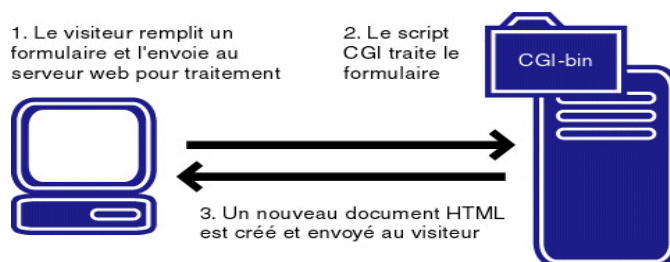 1. Le visiteur remplit un
formulaire et l'envoie au
serveur web pour traitement
2. Le script
CGI traite le
formulaire
CGI-bin
3. Un nouveau document HTML
est créé et envoyé au visiteur